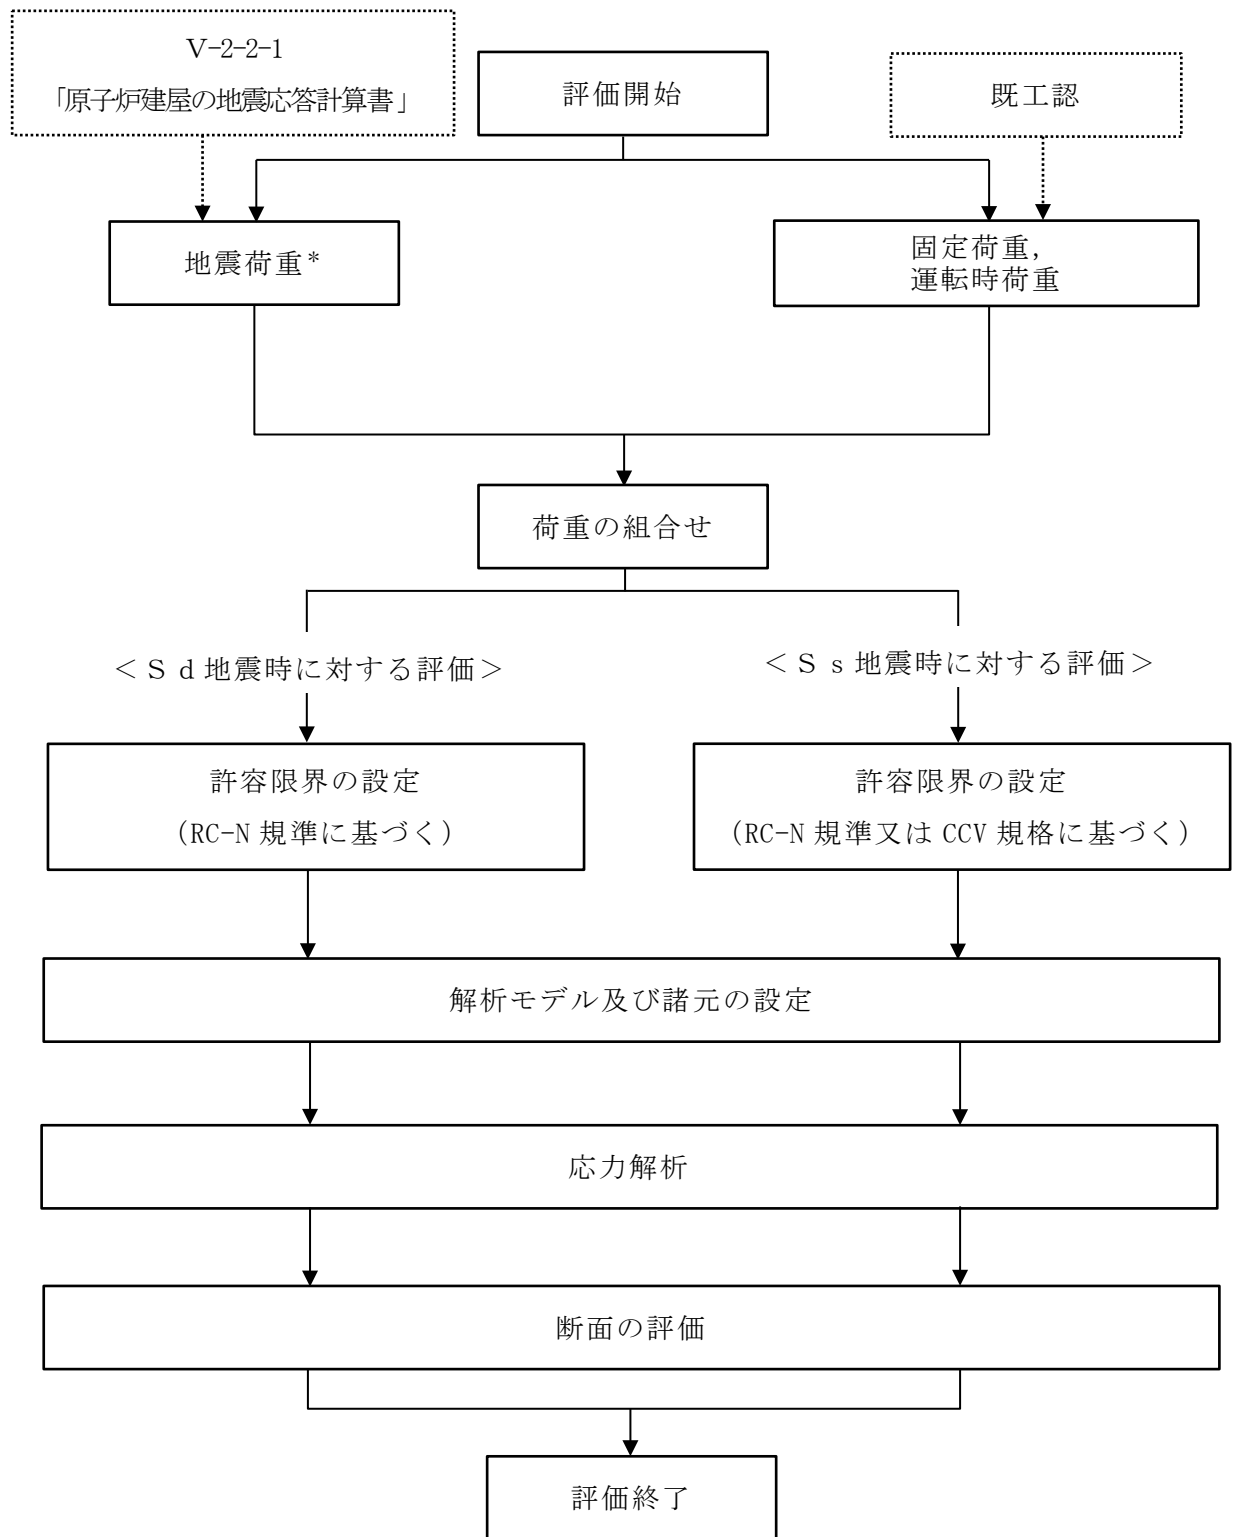 Ⅴ-2-2-1
「原子炉建屋の地震応答計算書」
評価開始
既工認
地震荷重*
固定荷重,
運転時荷重
荷重の組合せ
＜Ｓｄ地震時に対する評価＞
＜Ｓｓ地震時に対する評価＞
許容限界の設定
（RC-N 規準に基づく）
許容限界の設定
（RC-N 規準又は CCV 規格に基づく）
解析モデル及び諸元の設定
応力解析
断面の評価
評価終了